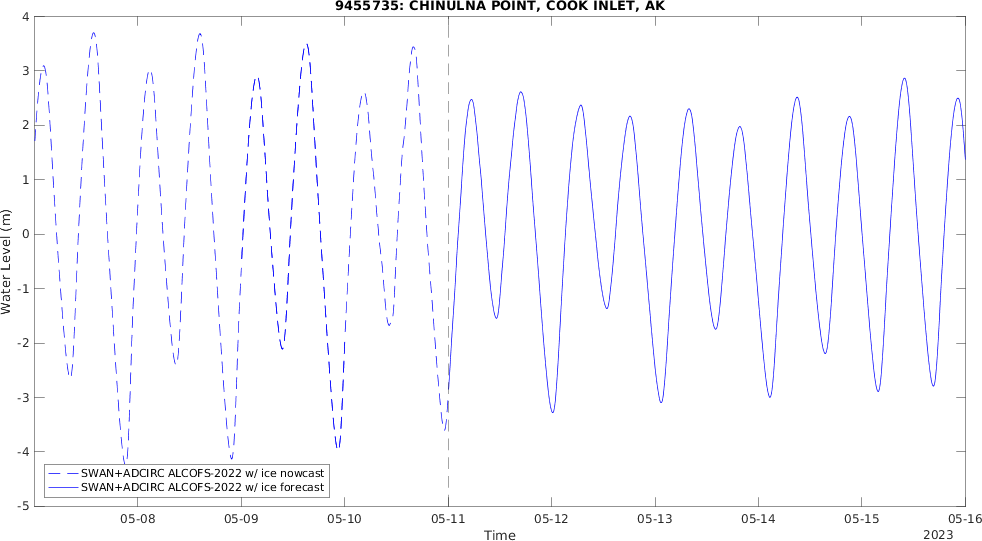 9455735: CHINULNA POINT, COOK INLET, AK
4
3
2
1
0
-1
-2
-3
-4
-5
Water Level (m)
SWAN+ADCIRC ALCOFS-2022 w/ ice nowcast
SWAN+ADCIRC ALCOFS-2022 w/ ice forecast
05-08 05-09 05-10 05-11 05-12 05-13 05-14 05-15 05-16
Time
2023